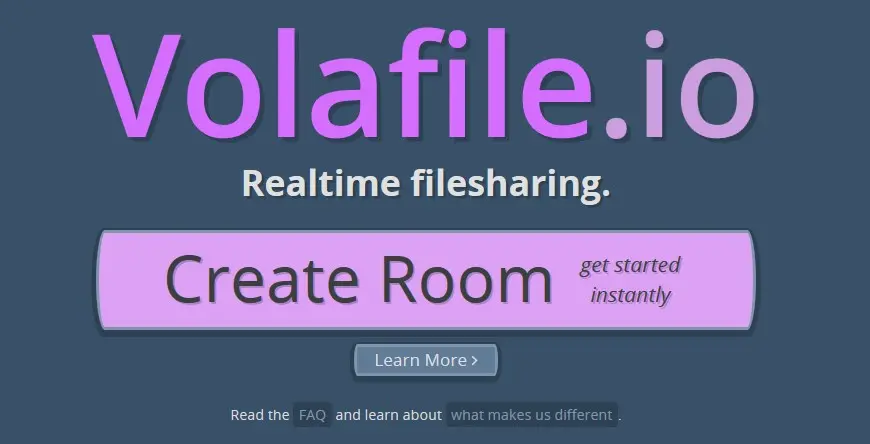 Volafile.io
Realtime filesharing.
Create Room
get started
instantly
Learn More ›
Read the FAQ and learn about what makes us different.